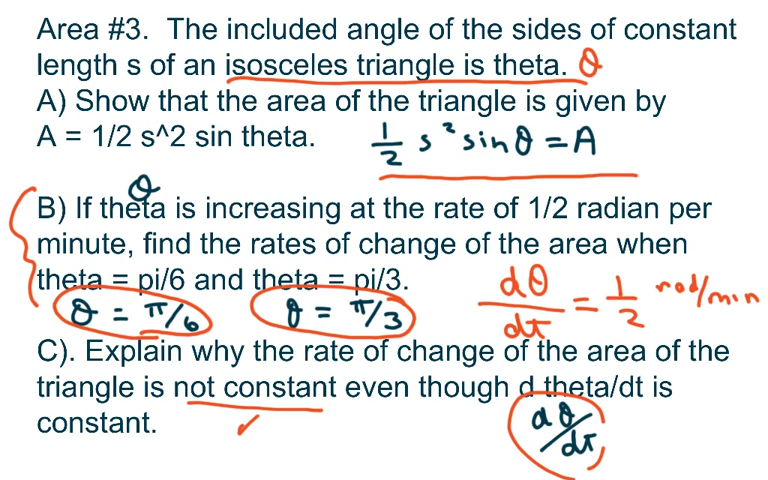 Area #3.  The included angle of the sides of constant
length s of an isosceles triangle is theta. θ
A) Show that the area of the triangle is given by
A = 1/2 s^2 sin theta. 1/2 s² sin θ = A
θ
B) If theta is increasing at the rate of 1/2 radian per
minute, find the rates of change of the area when
theta = pi/6 and theta = pi/3.
θ = π/6 θ = π/3 dθ/dt = 1/2 rad/min
C). Explain why the rate of change of the area of the
triangle is not constant even though d theta/dt is
constant. dθ/dt